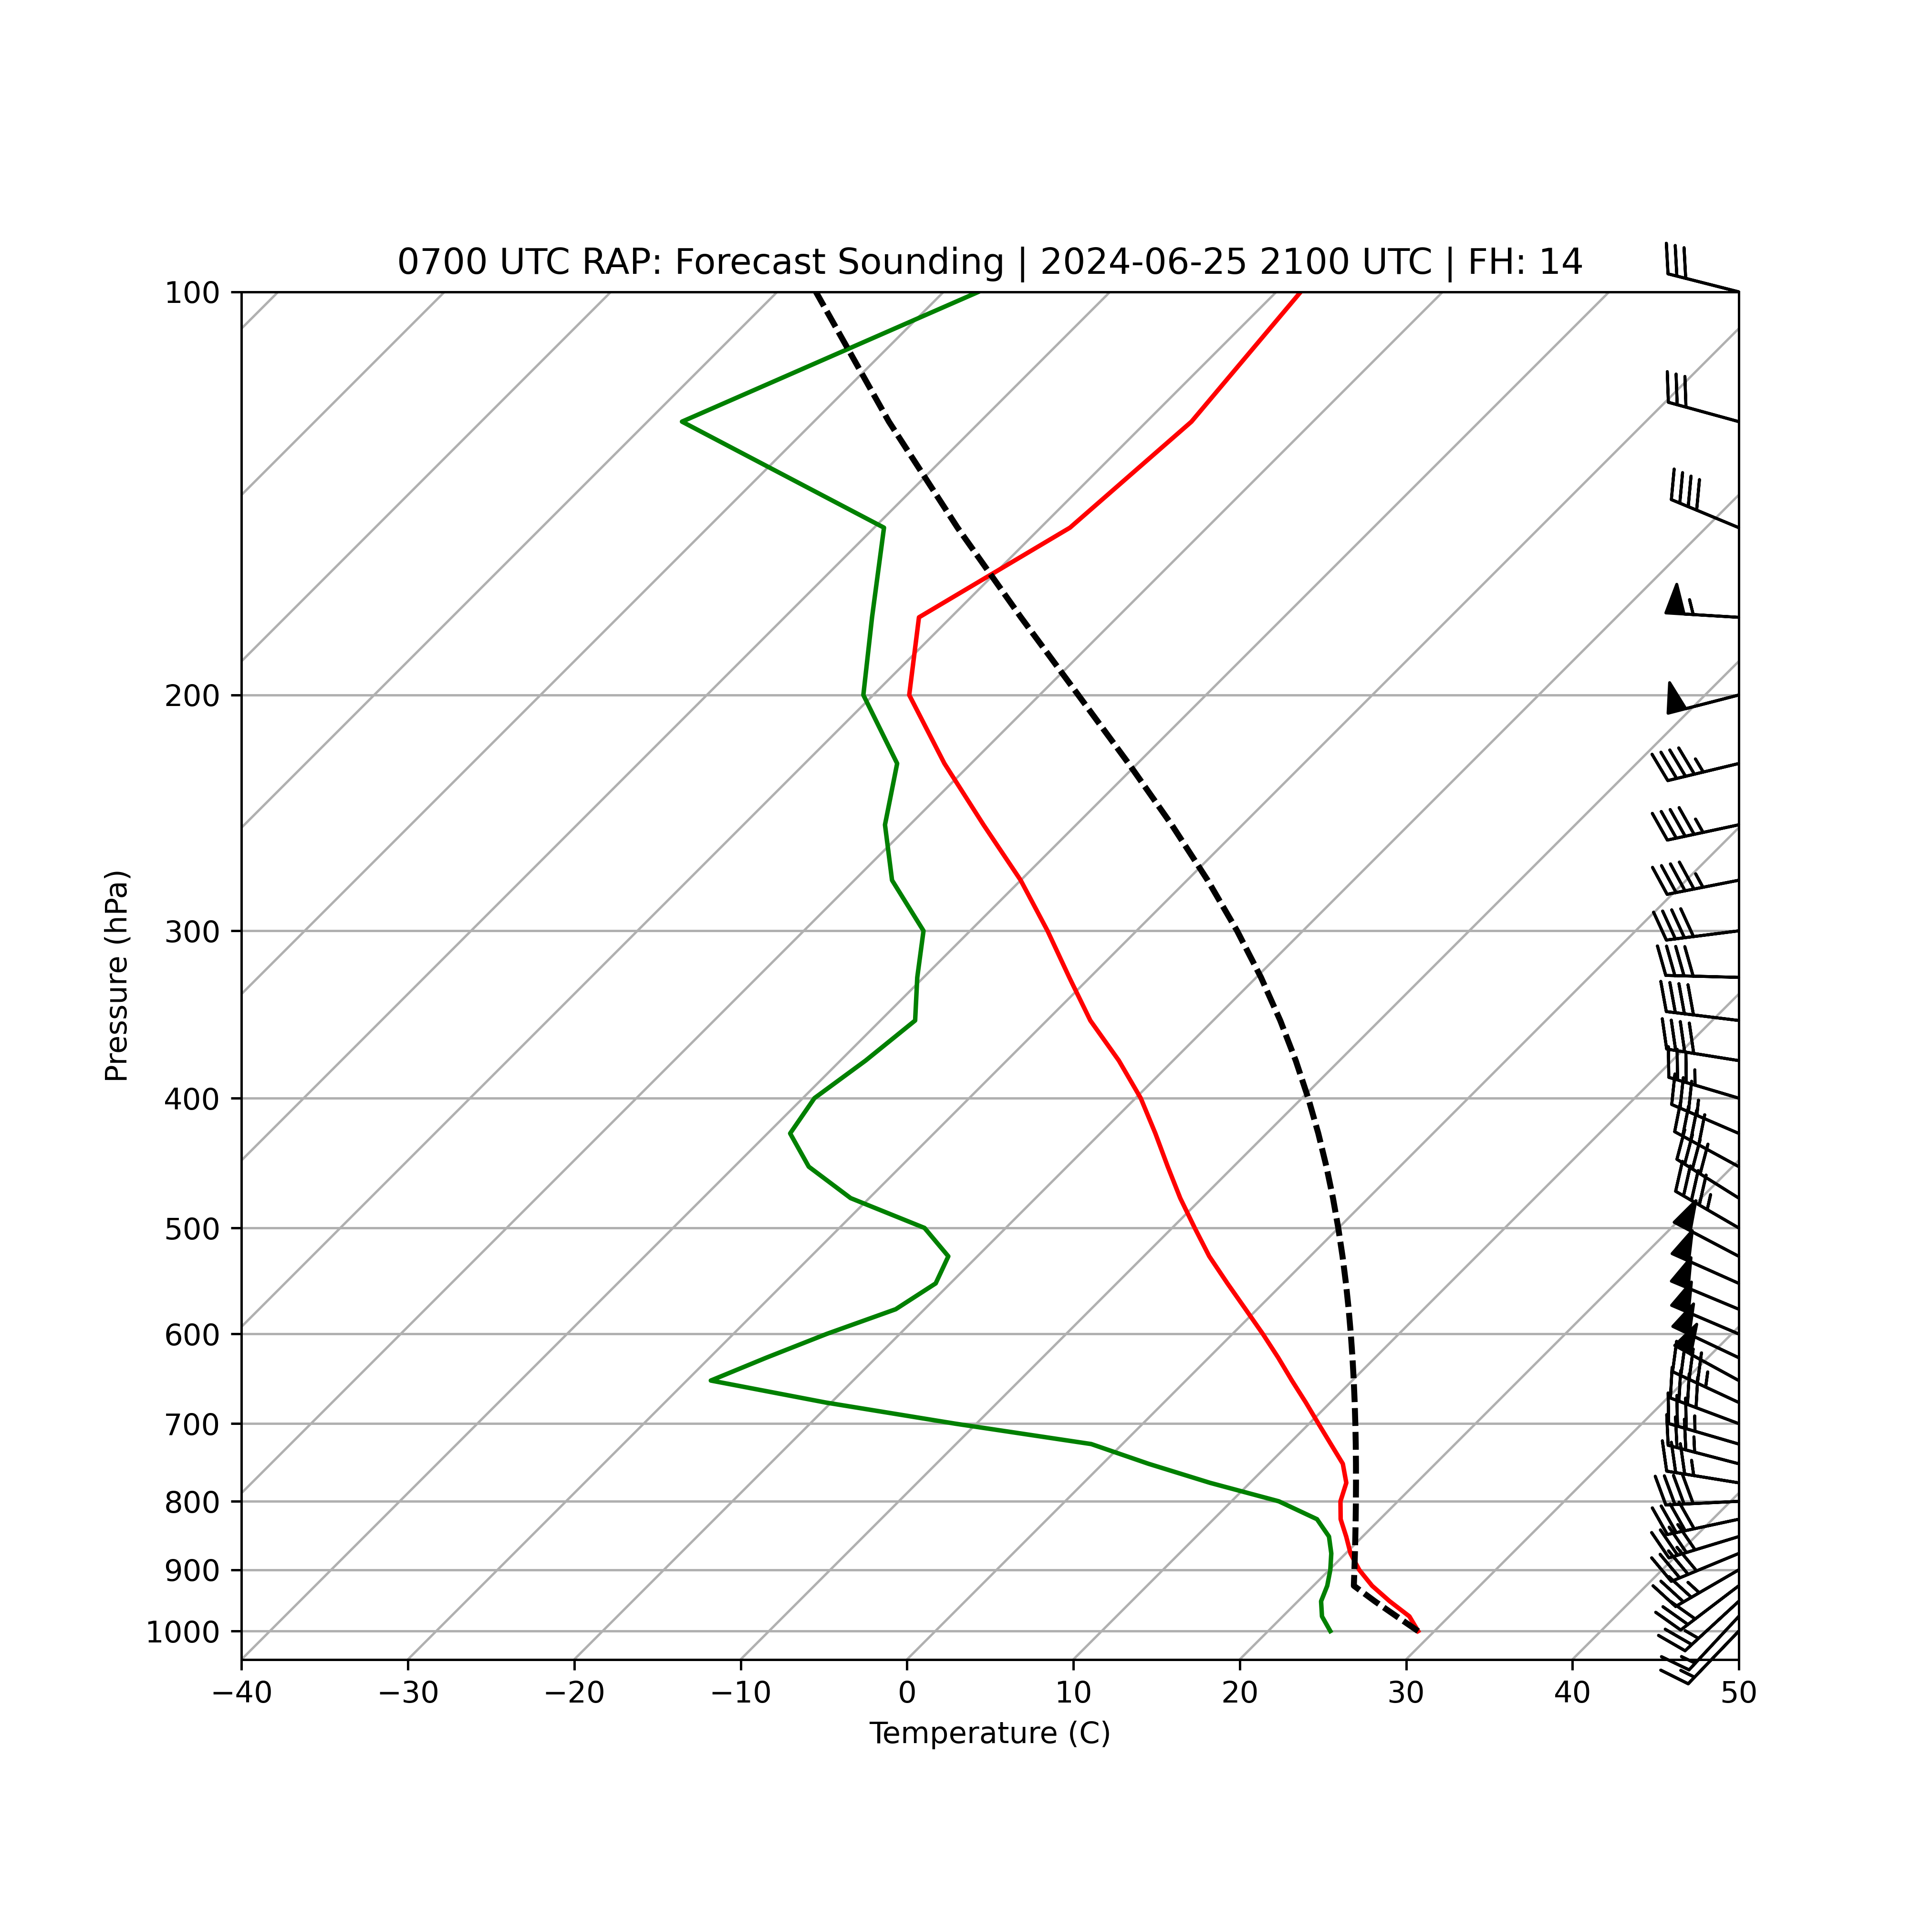 0700 UTC RAP: Forecast Sounding | 2024-06-25 2100 UTC | FH: 14
100
200
300
400
500
600
700
800
900
1000
Pressure (hPa)
−40 −30 −20 −10 0 10 20 30 40 50
Temperature (C)